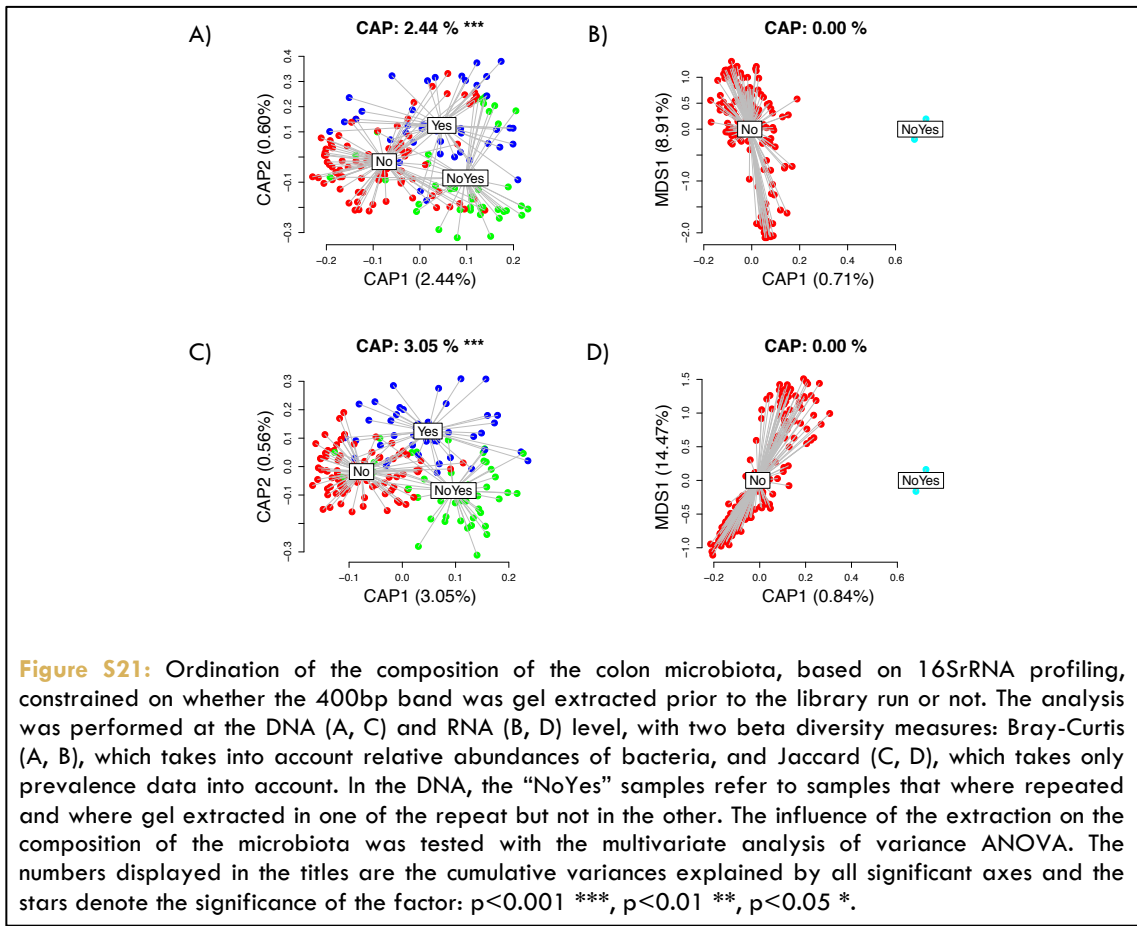 A)
CAP: 2.44 % ***
CAP2 (0.60%)
0.4
0.3
0.2
0.1
−0.1
−0.3
Yes
No
NoYes
−0.2
−0.1
0.0
0.1
0.2
CAP1 (2.44%)
B)
CAP: 0.00 %
MDS1 (8.91%)
1.0
0.5
0.0
−1.0
−2.0
No
NoYes
0.0
0.2
0.4
0.6
0.8
CAP1 (0.71%)
C)
CAP: 3.05 % ***
CAP2 (0.56%)
0.3
0.2
0.1
0.0
−0.1
−0.3
Yes
No
NoYes
−0.1
0.0
0.1
0.2
CAP1 (3.05%)
D)
CAP: 0.00 %
MDS1 (14.47%)
1.5
1.0
0.5
0.0
−0.5
−1.0
No
NoYes
−0.2
0.0
0.2
0.4
0.6
CAP1 (0.84%)
Figure S21: Ordination of the composition of the colon microbiota, based on 16SrRNA profiling,
constrained on whether the 400bp band was gel extracted prior to the library run or not. The analysis
was performed at the DNA (A, C) and RNA (B, D) level, with two beta diversity measures: Bray-Curtis
(A, B), which takes into account relative abundances of bacteria, and Jaccard (C, D), which takes only
prevalence data into account. In the DNA, the “NoYes” samples refer to samples that where repeated
and where gel extracted in one of the repeat but not in the other. The influence of the extraction on the
composition of the microbiota was tested with the multivariate analysis of variance ANOVA. The
numbers displayed in the titles are the cumulative variances explained by all significant axes and the
stars denote the significance of the factor: p<0.001 ***, p<0.01 **, p<0.05 *.